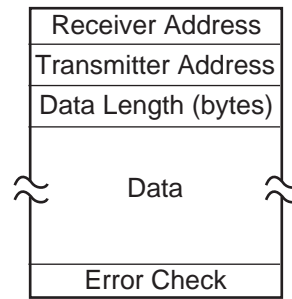 Receiver Address
Transmitter Address
Data Length (bytes)
Data
Error Check